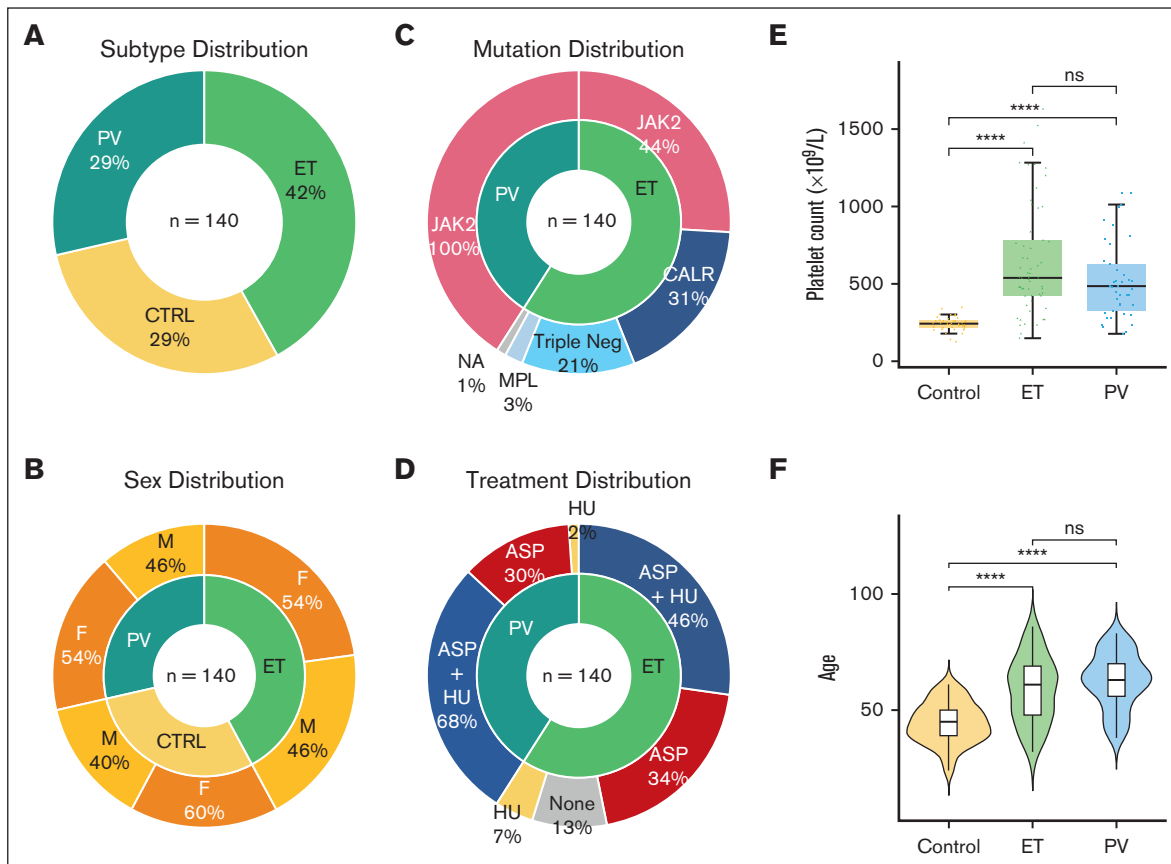 A
Subtype Distribution
PV
29%
ET
42%
n = 140
CTRL
29%
C
Mutation Distribution
JAK2
44%
PV
ET
n = 140
JAK2
100%
CALR
31%
Triple Neg
21%
NA
1%
MPL
3%
E
ns
****
****
1500
1000
500
0
Platelet count (×10⁹/L)
Control
ET
PV
B
Sex Distribution
M
46%
F
54%
F
54%
PV
ET
n = 140
CTRL
M
40%
M
46%
F
60%
D
Treatment Distribution
HU
2%
ASP
30%
ASP
+ HU
46%
PV
ET
ASP
+
HU
68%
n = 140
ASP
34%
HU
7%
None
13%
F
ns
****
****
100
50
Age
Control
ET
PV